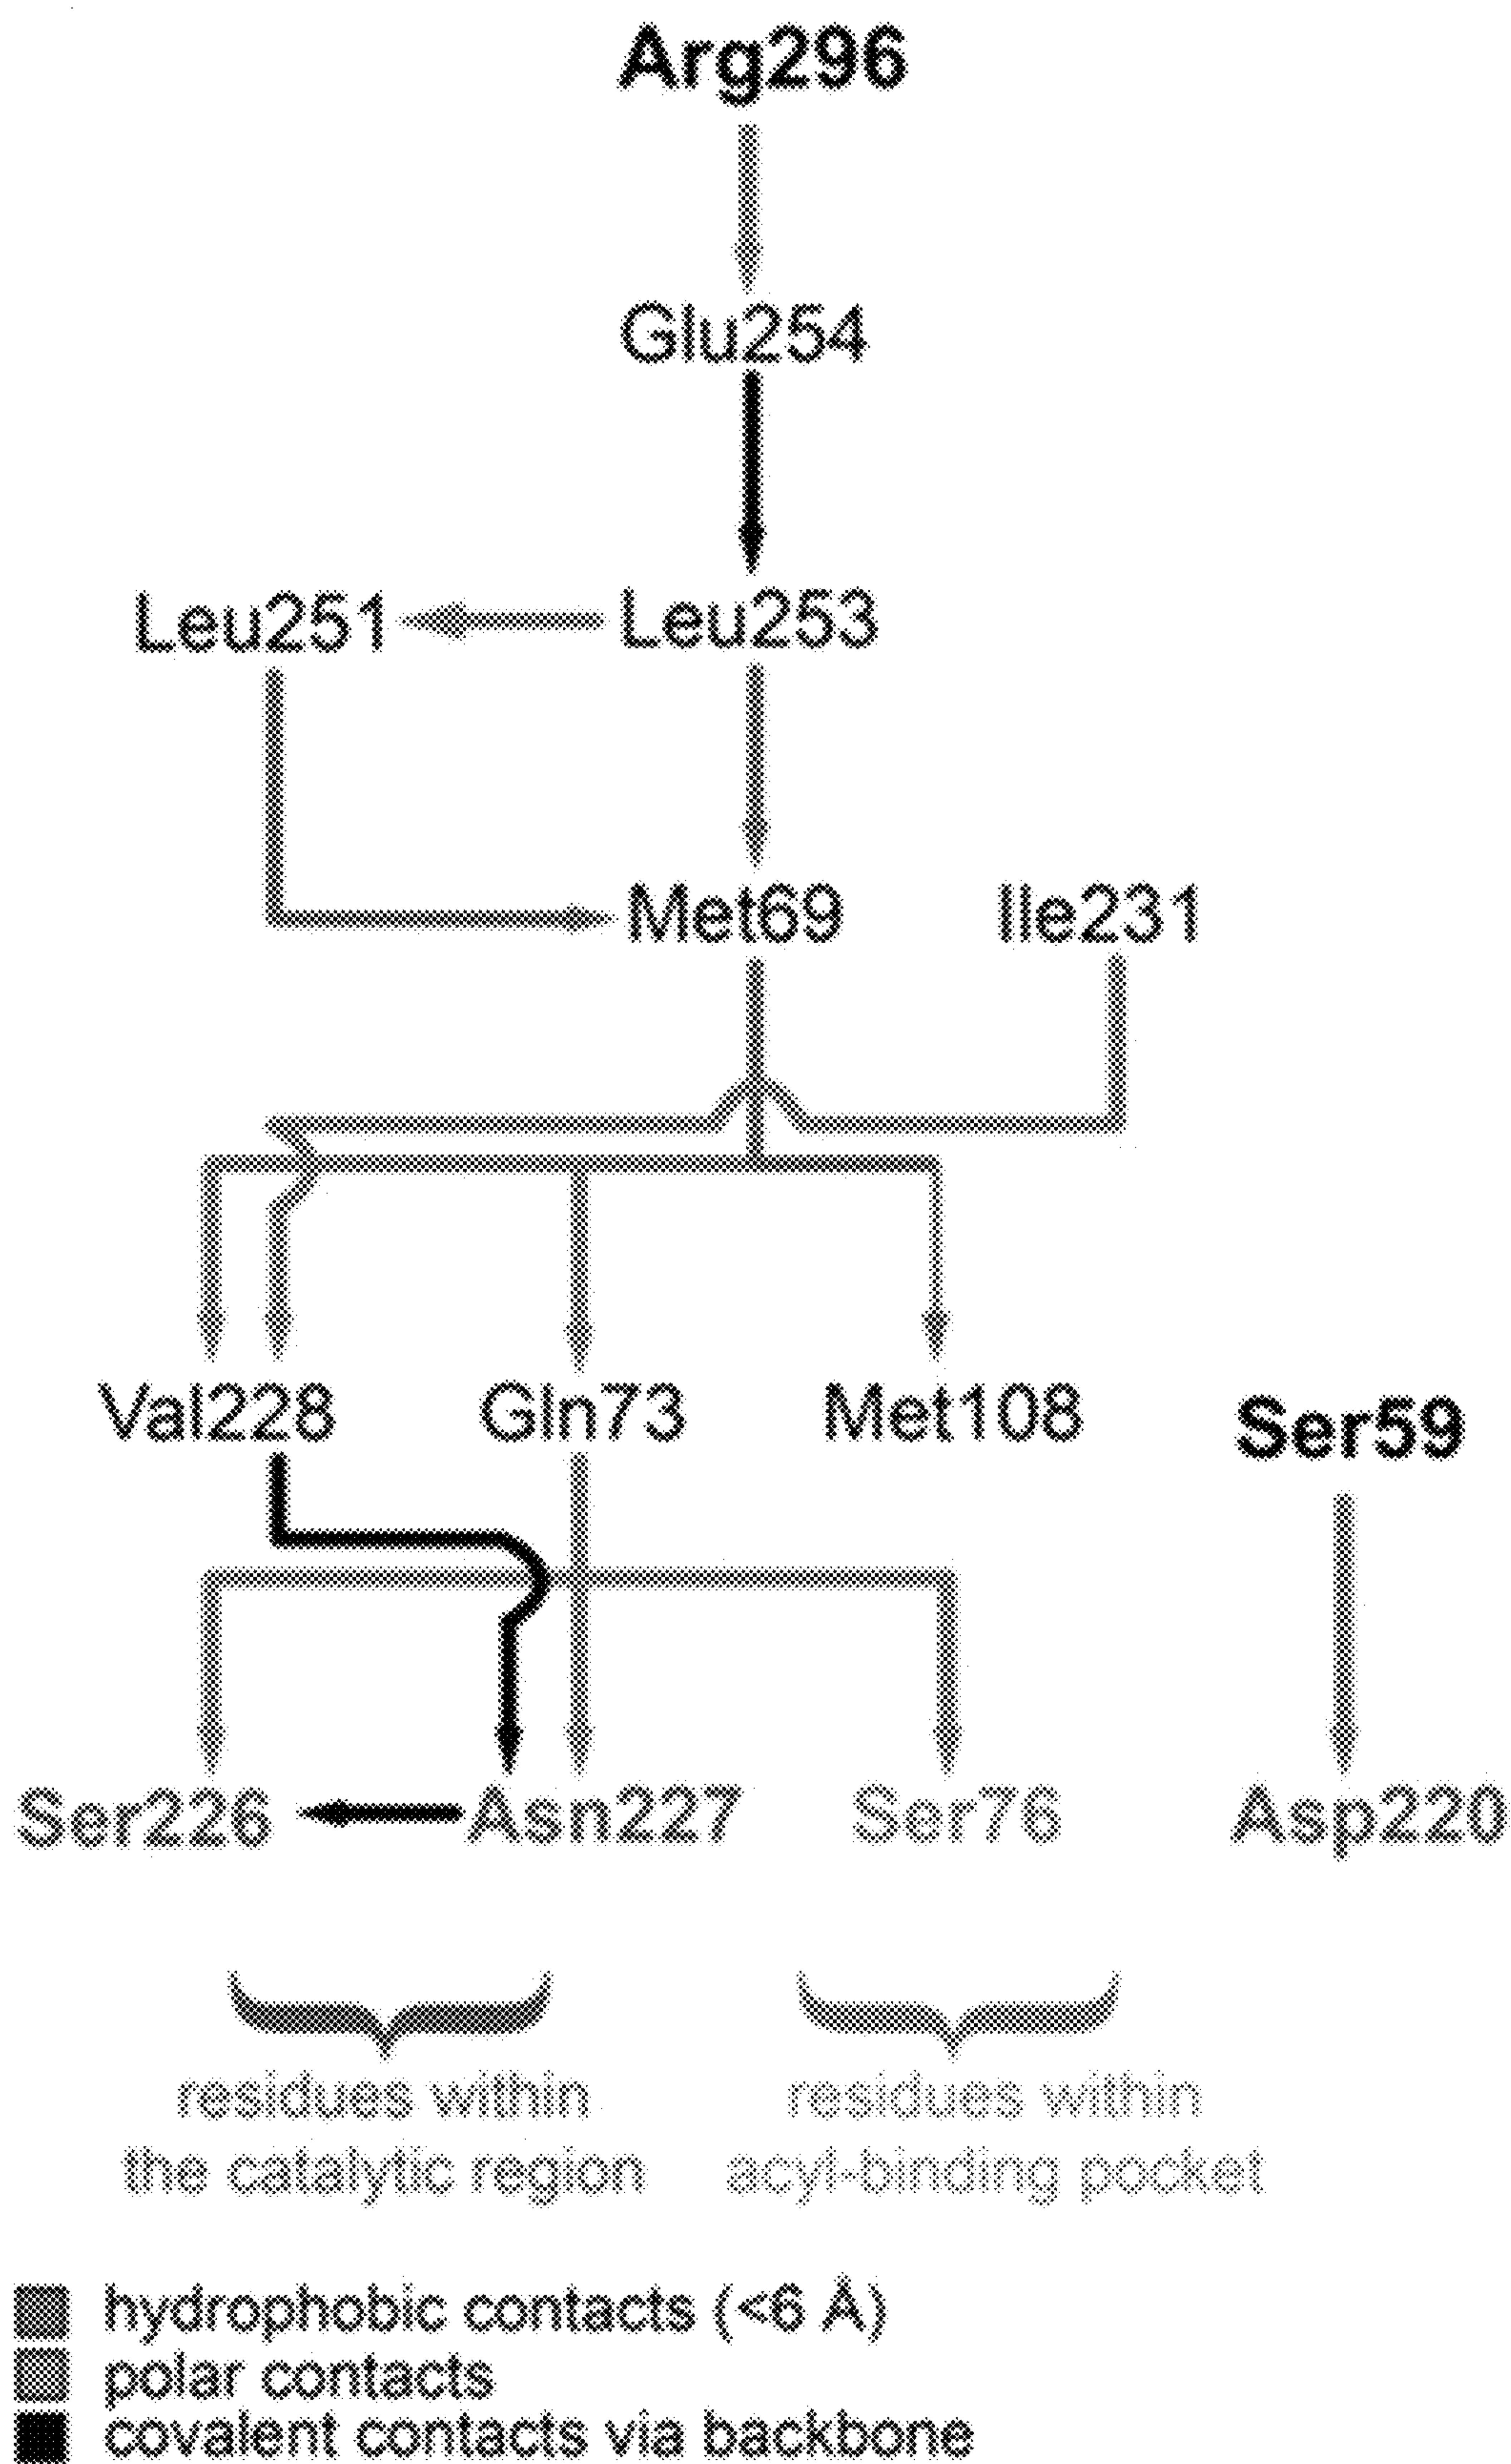 Arg296
Glu254
Leu251 Leu253
Met69 Ile231
Val228 Gln73 Met108 Ser59
Ser226 Asn227 Ser76 Asp220
residues within residues within
the catalytic region acyl-binding pocket
hydrophobic contacts (<6 Å)
polar contacts
covalent contacts via backbone